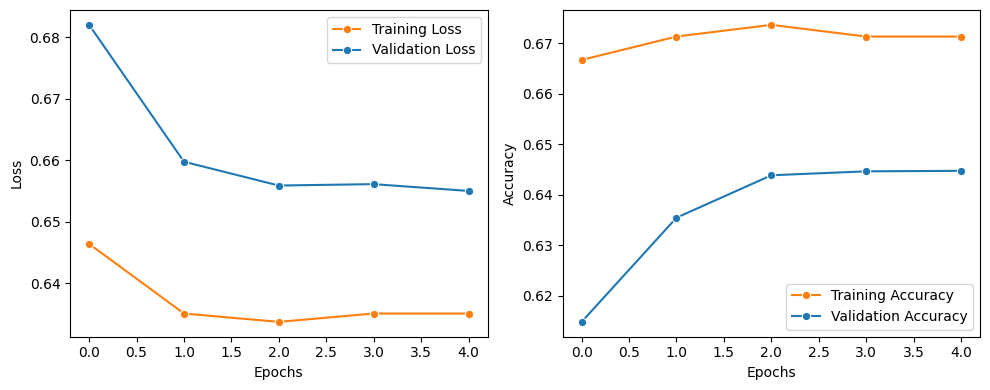 Training Loss
Validation Loss
0.68
0.67
0.66
0.65
0.64
Loss
0.0 0.5 1.0 1.5 2.0 2.5 3.0 3.5 4.0
Epochs
0.67
0.66
0.65
0.64
0.63
0.62
Accuracy
Training Accuracy
Validation Accuracy
0.0 0.5 1.0 1.5 2.0 2.5 3.0 3.5 4.0
Epochs